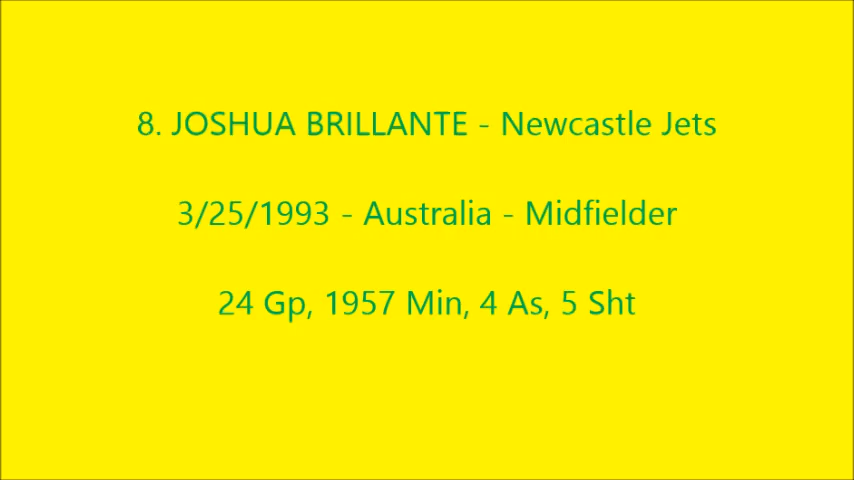 8. JOSHUA BRILLANTE - Newcastle Jets
3/25/1993 - Australia - Midfielder
24 Gp, 1957 Min, 4 As, 5 Sht